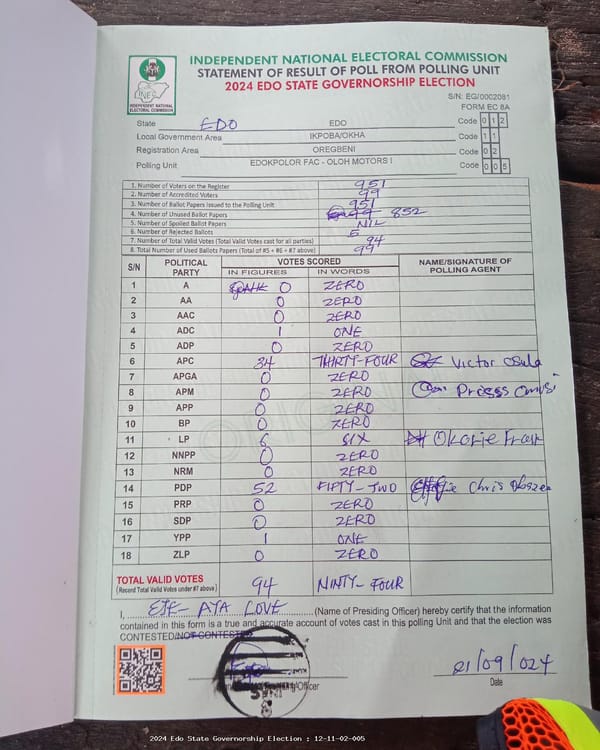 INDEPENDENT NATIONAL ELECTORAL COMMISSION
STATEMENT OF RESULT OF POLL FROM POLLING UNIT
2024 EDO STATE GOVERNORSHIP ELECTION
INEC
INDEPENDENT NATIONAL
ELECTORAL COMMISSION
S/N: EG/0002081
FORM EC 8A
State EDO EDO Code 0 1 2
Local Government Area IKPOBA/OKHA Code 1 1
Registration Area OREGBENI Code 0 2
Polling Unit EDOKPOLOR FAC - OLOH MOTORS I Code 0 0 5
1. Number of Voters on the Register 951
2. Number of Accredited Voters 99
3. Number of Ballot Papers Issued to the Polling Unit 951
4. Number of Unused Ballot Papers 852
5. Number of Spoiled Ballot Papers NIL
6. Number of Rejected Ballots 5
7. Number of Total Valid Votes (Total Valid Votes cast for all parties) 94
8. Total Number of Used Ballots Papers (Total of #5 + #6 + #7 above) 99
S/N POLITICAL PARTY VOTES SCORED NAME/SIGNATURE OF POLLING AGENT
IN FIGURES IN WORDS
1 A 0 ZERO
2 AA 0 ZERO
3 AAC 0 ZERO
4 ADC 1 ONE
5 ADP 0 ZERO
6 APC 34 THIRTY-FOUR Victor
7 APGA 0 ZERO
8 APM 0 ZERO
9 APP 0 ZERO
10 BP 0 ZERO
11 LP 6 SIX Okorie
12 NNPP 0 ZERO
13 NRM 0 ZERO
14 PDP 52 FIFTY-TWO Chris
15 PRP 0 ZERO
16 SDP 0 ZERO
17 YPP 1 ONE
18 ZLP 0 ZERO
TOTAL VALID VOTES 94 NINTY-FOUR
(Record Total Valid Votes under #7 above)
I, EJE-AYA LOVE (Name of Presiding Officer) hereby certify that the information
contained in this form is a true and accurate account of votes cast in this polling Unit and that the election was
CONTESTED/NOT CONTESTED
21/09/024
Officer
Date
2024 Edo State Governorship Election : 12-11-02-005